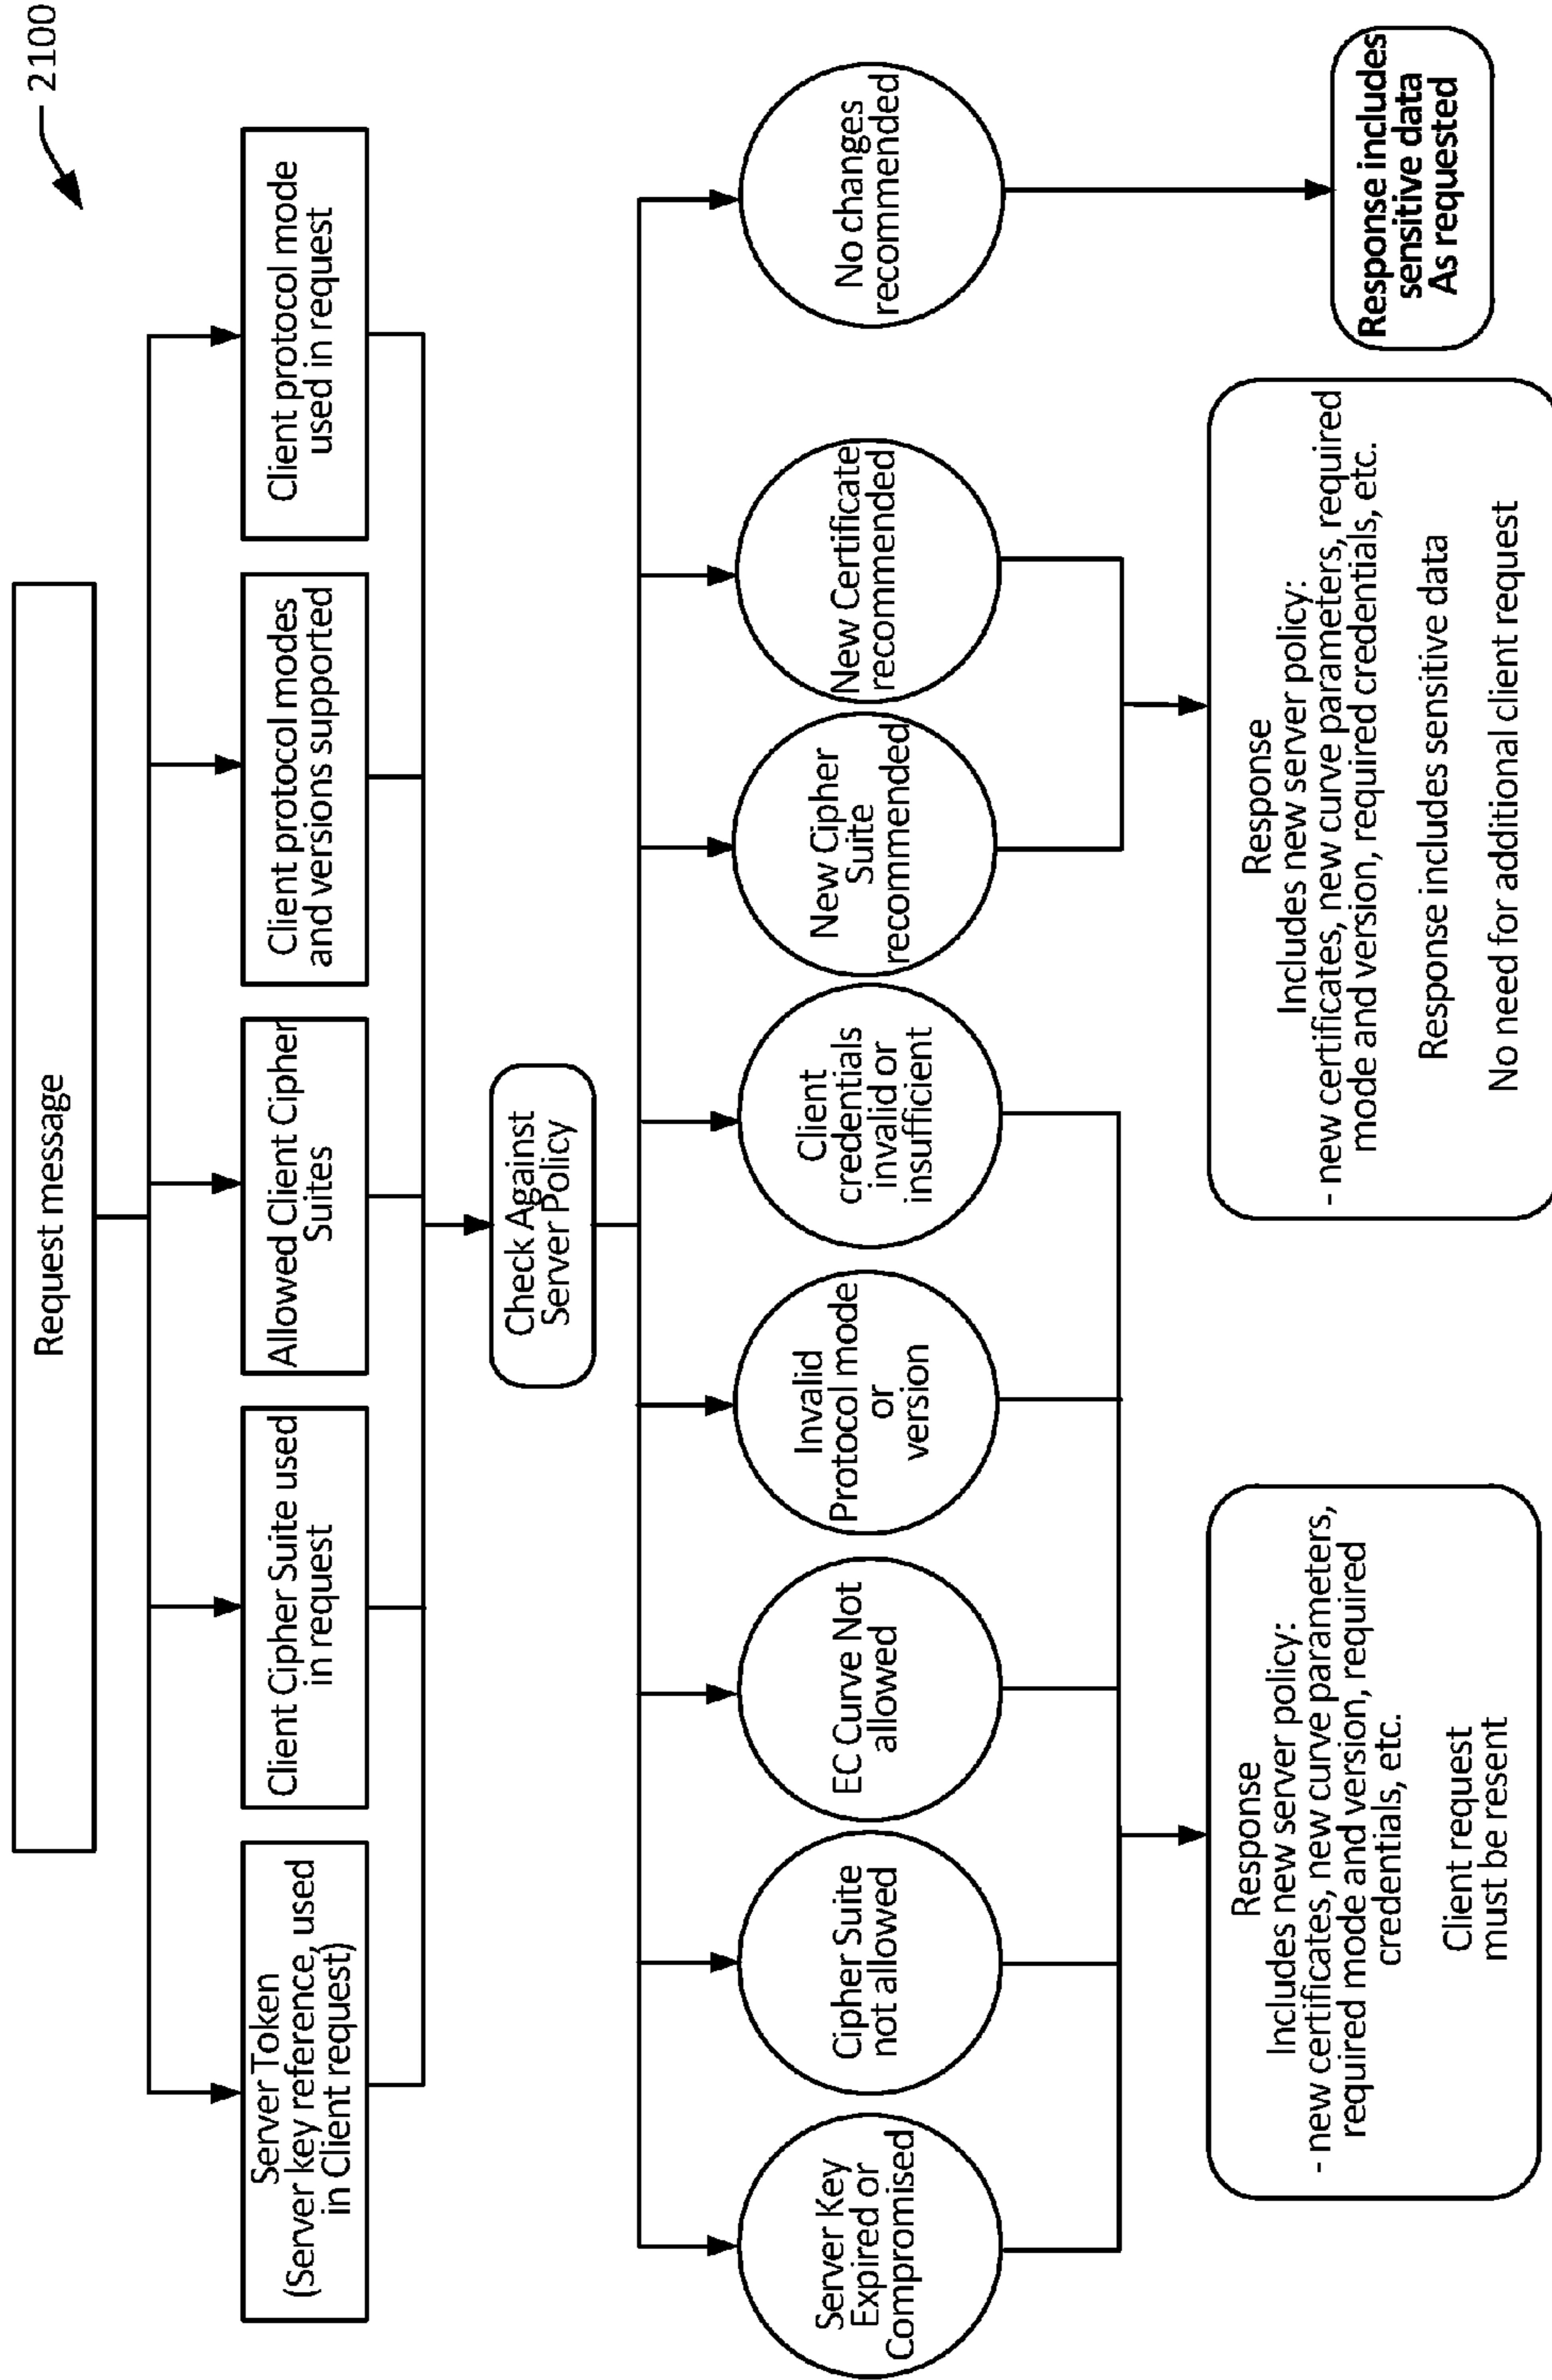 2100
Request message
Server Token
(Server key reference, used
in Client request)
Client Cipher Suite used
in request
Allowed Client Cipher
Suites
Client protocol modes
and versions supported
Client protocol mode
used in request
Check Against
Server Policy
Server Key
Expired or
Compromised
Cipher Suite
not allowed
EC Curve Not
allowed
Invalid
Protocol mode
or
version
Client
credentials
invalid or
insufficient
New Cipher
Suite
recommended
New Certificate
recommended
No changes
recommended
Response
Includes new server policy:
- new certificates, new curve parameters,
required mode and version, required
credentials, etc.
Client request
must be resent
Response
Includes new server policy:
- new certificates, new curve parameters, required
mode and version, required credentials, etc.
Response includes sensitive data
No need for additional client request
Response includes
sensitive data
As requested